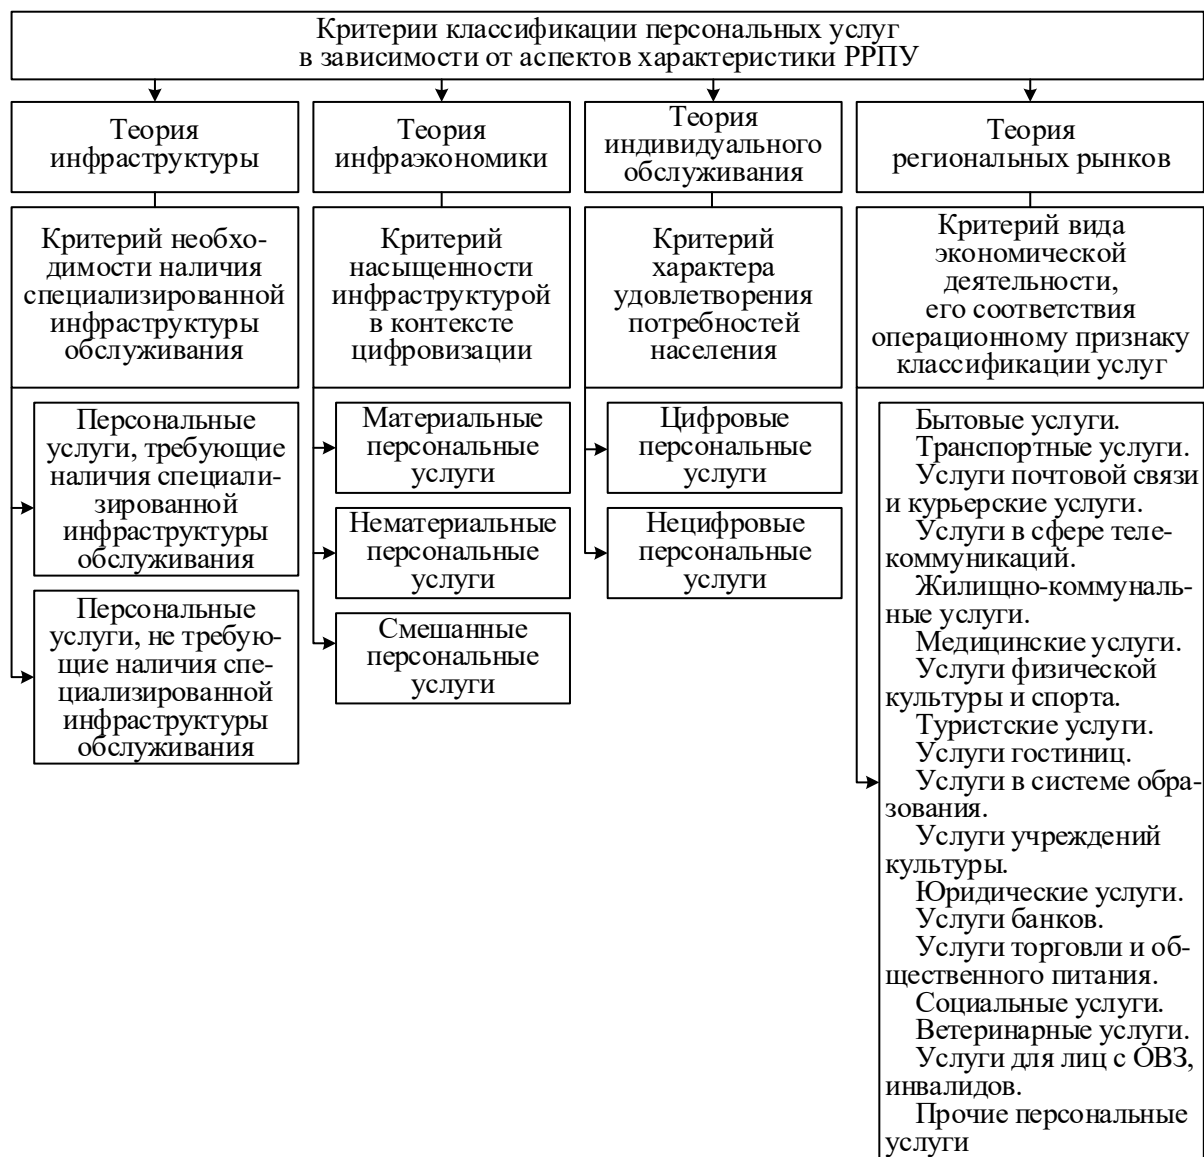 Критерии классификации персональных услуг
в зависимости от аспектов характеристики РРПУ
Теория
инфраструктуры
Теория
инфраэкономики
Теория
индивидуального
обслуживания
Теория
региональных рынков
Критерий необхо-
димости наличия
специализированной
инфраструктуры
обслуживания
Критерий
насыщенности
инфраструктурой
в контексте
цифровизации
Критерий
характера
удовлетворения
потребностей
населения
Критерий вида
экономической
деятельности,
его соответствия
операционному признаку
классификации услуг
Персональные
услуги, требующие
наличия специали-
зированной
инфраструктуры
обслуживания
Персональные
услуги, не требую-
щие наличия спе-
циализированной
инфраструктуры
обслуживания
Материальные
персональные
услуги
Нематериальные
персональные
услуги
Смешанные
персональные
услуги
Цифровые
персональные
услуги
Нецифровые
персональные
услуги
Бытовые услуги.
Транспортные услуги.
Услуги почтовой связи
и курьерские услуги.
Услуги в сфере теле-
коммуникаций.
Жилищно-коммуналь-
ные услуги.
Медицинские услуги.
Услуги физической
культуры и спорта.
Туристские услуги.
Услуги гостиниц.
Услуги в системе обра-
зования.
Услуги учреждений
культуры.
Юридические услуги.
Услуги банков.
Услуги торговли и об-
щественного питания.
Социальные услуги.
Ветеринарные услуги.
Услуги для лиц с ОВЗ,
инвалидов.
Прочие персональные
услуги